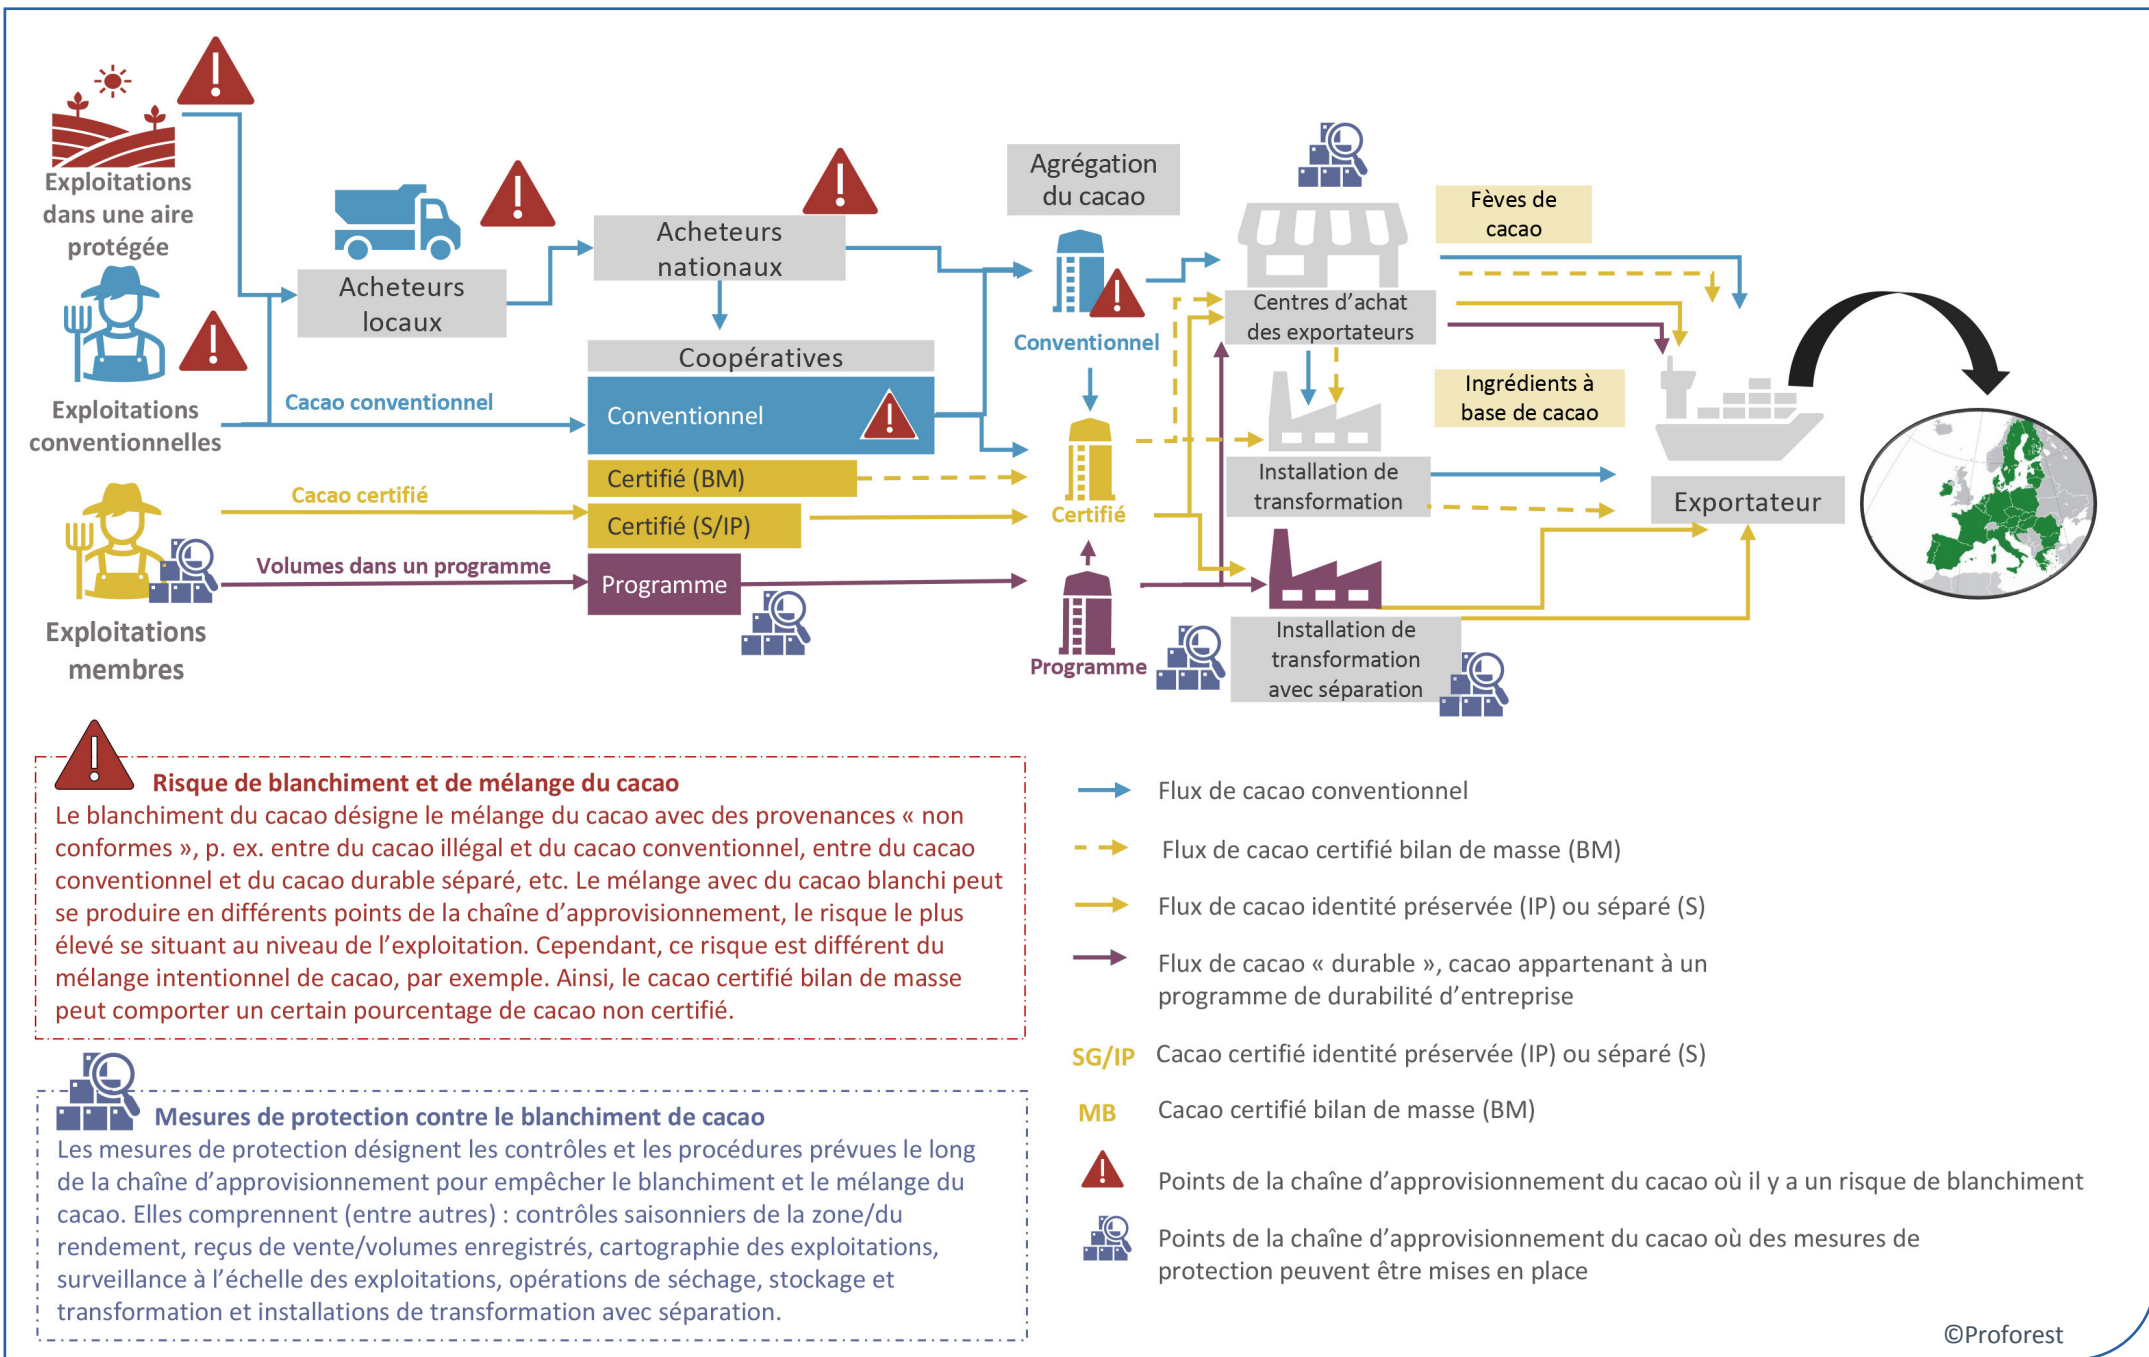 Exploitations
dans une aire
protégée
Exploitations
conventionnelles
Exploitations
membres
Acheteurs
locaux
Acheteurs
nationaux
Coopératives
Cacao conventionnel
Conventionnel
Cacao certifié
Certifié (BM)
Certifié (S/IP)
Volumes dans un programme
Programme
Agrégation
du cacao
Conventionnel
Certifié
Programme
Centres d’achat
des exportateurs
Installation de
transformation
Installation de
transformation
avec séparation
Fèves de
cacao
Ingrédients à
base de cacao
Exportateur
Risque de blanchiment et de mélange du cacao
Le blanchiment du cacao désigne le mélange du cacao avec des provenances « non
conformes », p. ex. entre du cacao illégal et du cacao conventionnel, entre du cacao
conventionnel et du cacao durable séparé, etc. Le mélange avec du cacao blanchi peut
se produire en différents points de la chaîne d’approvisionnement, le risque le plus
élevé se situant au niveau de l’exploitation. Cependant, ce risque est différent du
mélange intentionnel de cacao, par exemple. Ainsi, le cacao certifié bilan de masse
peut comporter un certain pourcentage de cacao non certifié.
Mesures de protection contre le blanchiment de cacao
Les mesures de protection désignent les contrôles et les procédures prévues le long
de la chaîne d’approvisionnement pour empêcher le blanchiment et le mélange du
cacao. Elles comprennent (entre autres) : contrôles saisonniers de la zone/du
rendement, reçus de vente/volumes enregistrés, cartographie des exploitations,
surveillance à l’échelle des exploitations, opérations de séchage, stockage et
transformation et installations de transformation avec séparation.
Flux de cacao conventionnel
Flux de cacao certifié bilan de masse (BM)
Flux de cacao identité préservée (IP) ou séparé (S)
Flux de cacao « durable », cacao appartenant à un
programme de durabilité d’entreprise
SG/IP Cacao certifié identité préservée (IP) ou séparé (S)
MB Cacao certifié bilan de masse (BM)
Points de la chaîne d’approvisionnement du cacao où il y a un risque de blanchiment
Points de la chaîne d’approvisionnement du cacao où des mesures de
protection peuvent être mises en place
©Proforest